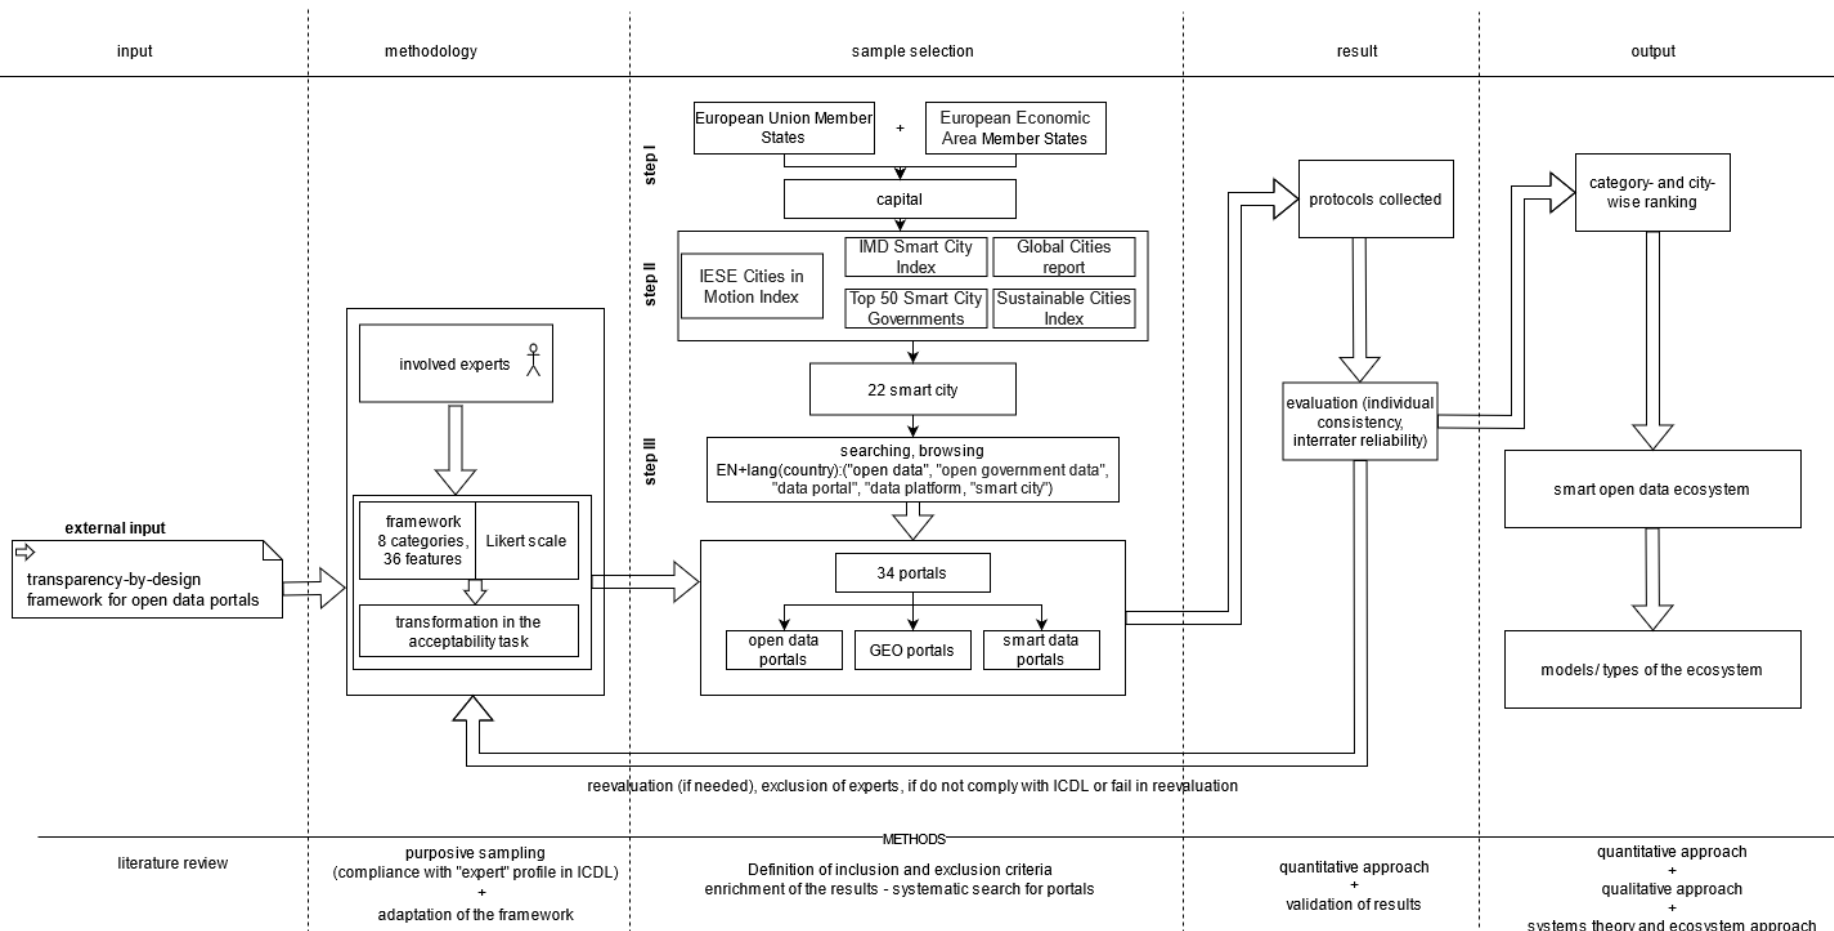 input
methodology
sample selection
result
output
external input
transparency-by-design
framework for open data portals
involved experts
framework
8 categories,
36 features
Likert scale
transformation in the
acceptability task
step I
European Union Member
States
+
European Economic
Area Member States
capital
step II
IESE Cities in
Motion Index
IMD Smart City
Index
Global Cities
report
Top 50 Smart City
Governments
Sustainable Cities
Index
22 smart city
step III
searching, browsing
EN+lang(country):("open data", "open government data",
"data portal", "data platform, "smart city")
34 portals
open data
portals
GEO portals
smart data
portals
protocols collected
evaluation (individual
consistency,
interrater reliability)
category- and city-
wise ranking
smart open data ecosystem
models/ types of the ecosystem
reevaluation (if needed), exclusion of experts, if do not comply with ICDL or fail in reevaluation
METHODS
literature review
purposive sampling
(compliance with "expert" profile in ICDL)
+
adaptation of the framework
Definition of inclusion and exclusion criteria
enrichment of the results - systematic search for portals
quantitative approach
+
validation of results
quantitative approach
+
qualitative approach
+
systems theory and ecosystem approach